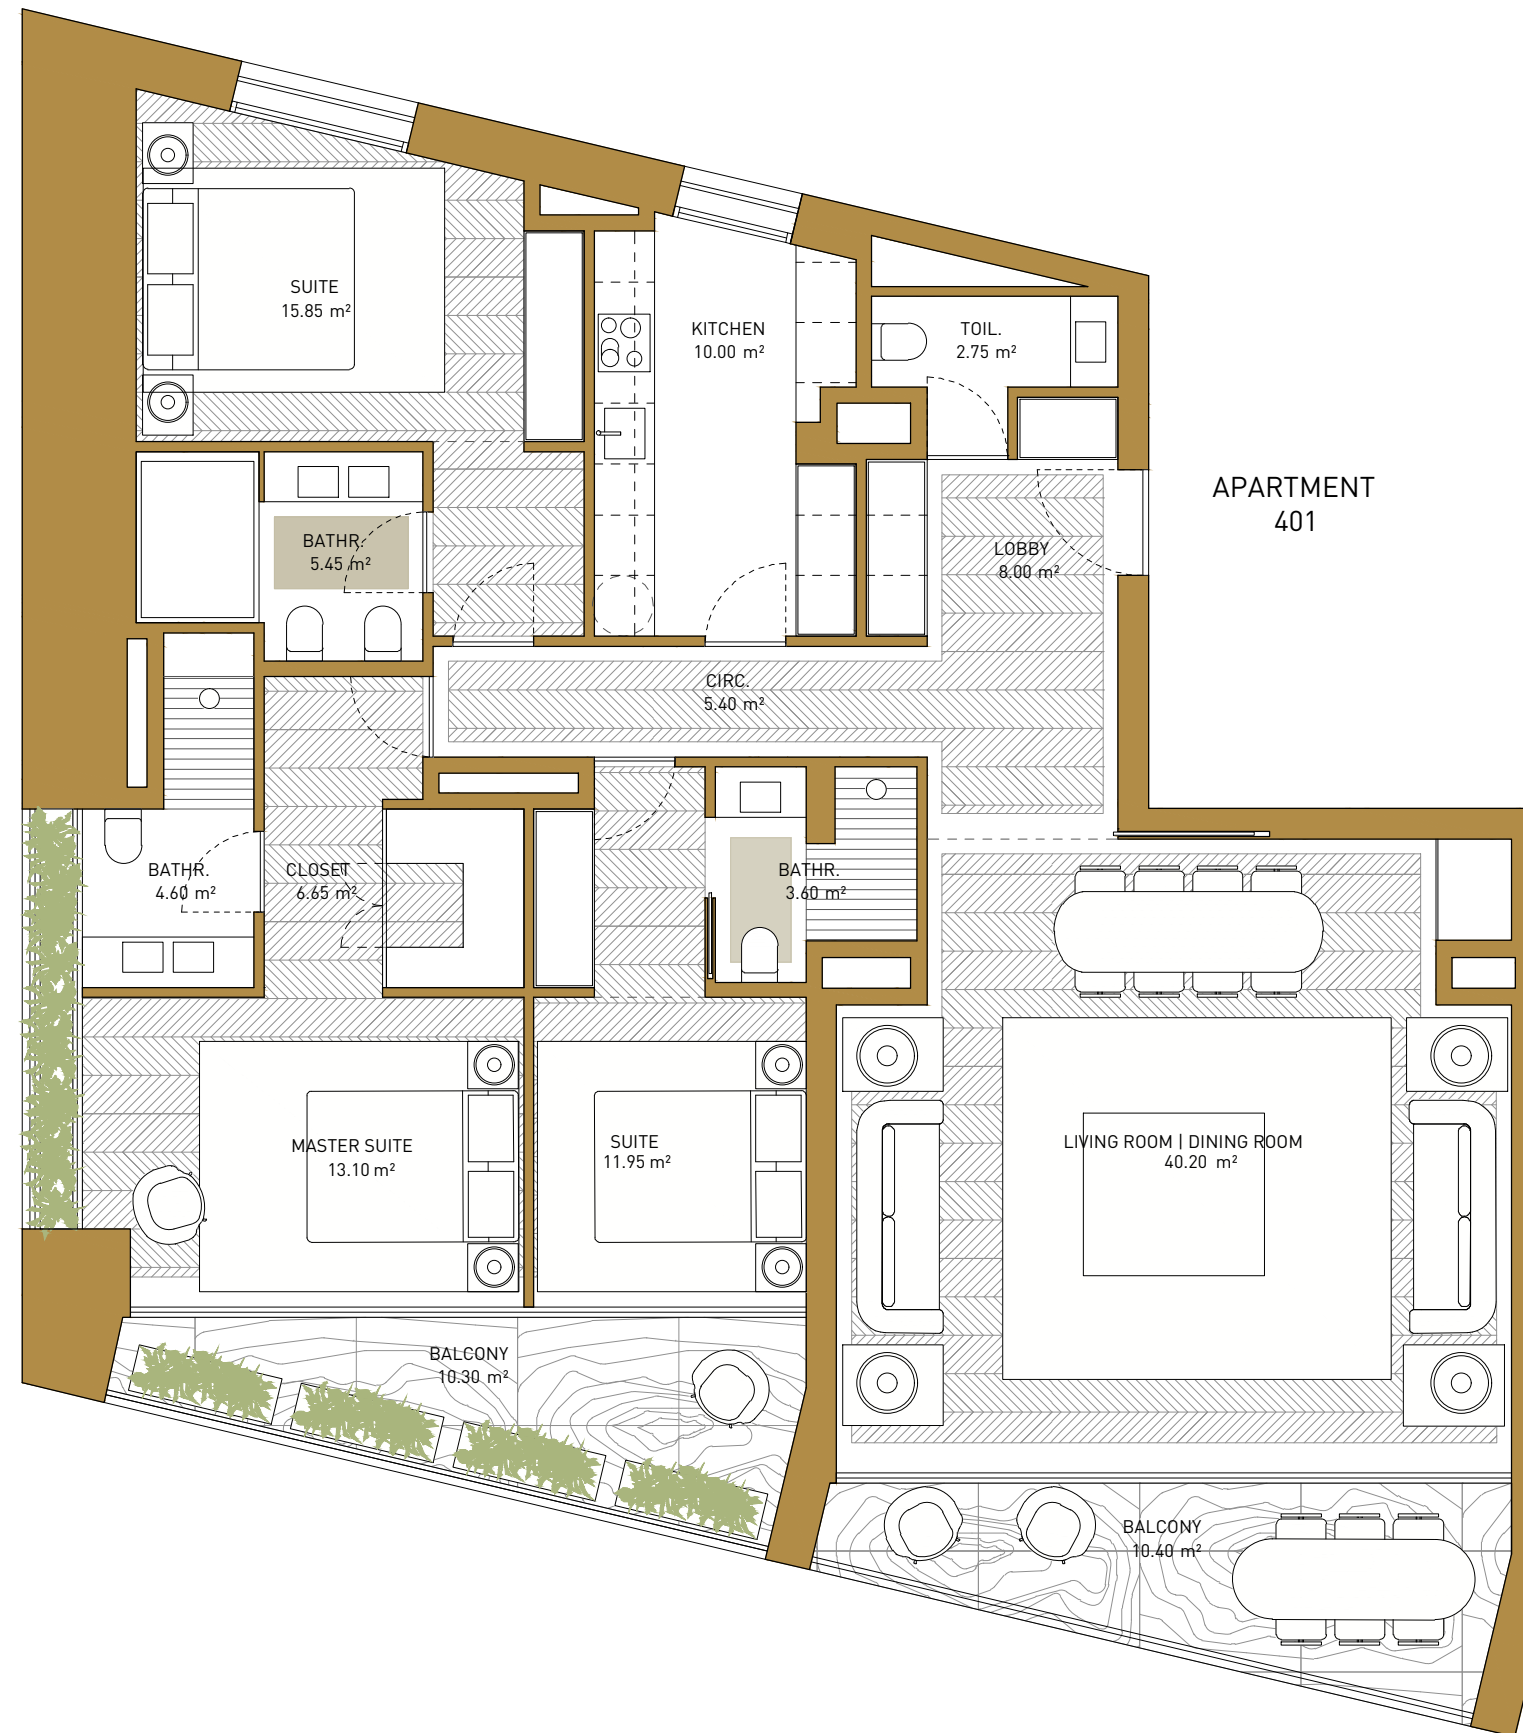 SUITE
15.85 m²
KITCHEN
10.00 m²
TOIL.
2.75 m²
APARTMENT
401
BATHR.
5.45 m²
LOBBY
8.00 m²
CIRC.
5.40 m²
BATHR.
4.60 m²
CLOSET
6.65 m²
BATHR.
3.60 m²
MASTER SUITE
13.10 m²
SUITE
11.95 m²
LIVING ROOM | DINING ROOM
40.20 m²
BALCONY
10.30 m²
BALCONY
10.40 m²